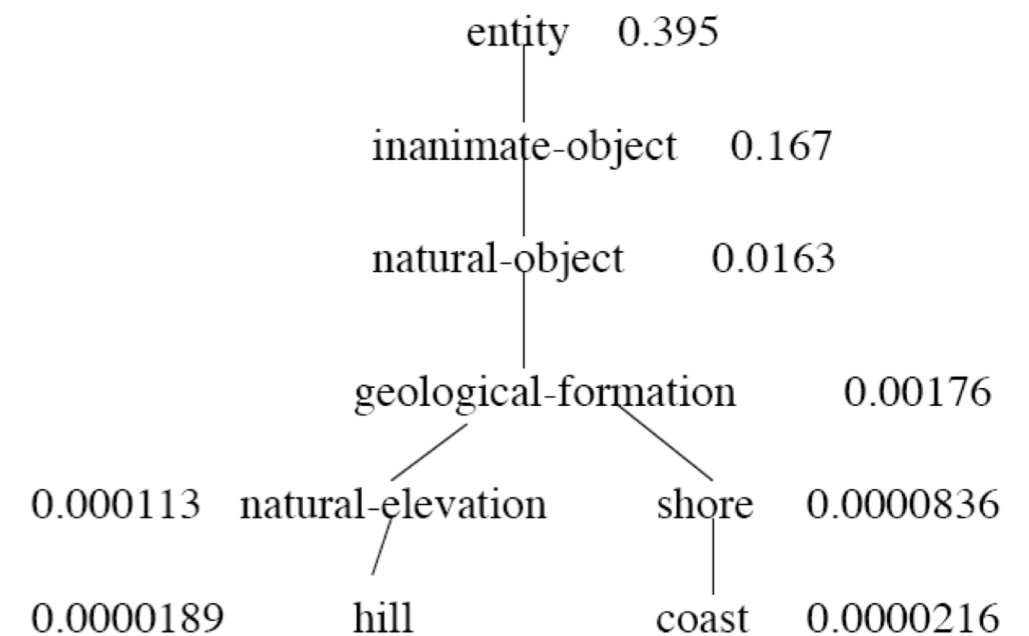 entity 0.395
inanimate-object 0.167
natural-object 0.0163
geological-formation 0.00176
0.000113 natural-elevation shore 0.0000836
0.0000189 hill coast 0.0000216